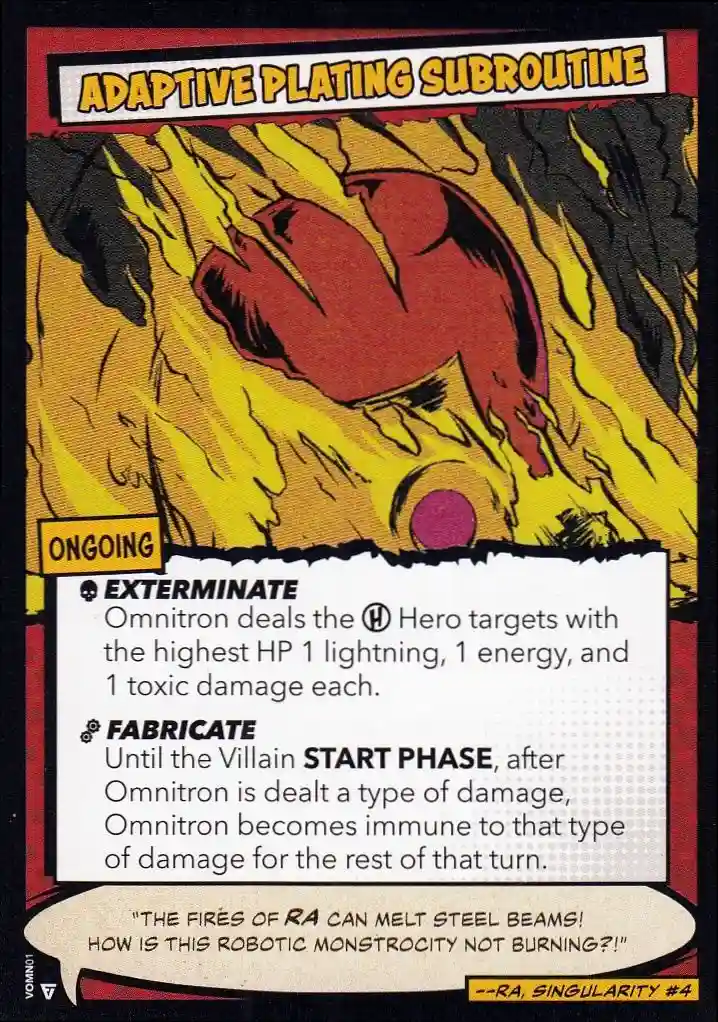 ADAPTIVE PLATING SUBROUTINE
ONGOING
EXTERMINATE
Omnitron deals the Ⓗ Hero targets with
the highest HP 1 lightning, 1 energy, and
1 toxic damage each.
FABRICATE
Until the Villain START PHASE, after
Omnitron is dealt a type of damage,
Omnitron becomes immune to that type
of damage for the rest of that turn.
"THE FIRES OF RA CAN MELT STEEL BEAMS!
HOW IS THIS ROBOTIC MONSTROCITY NOT BURNING?!"
--RA, SINGULARITY #4
VOMN01